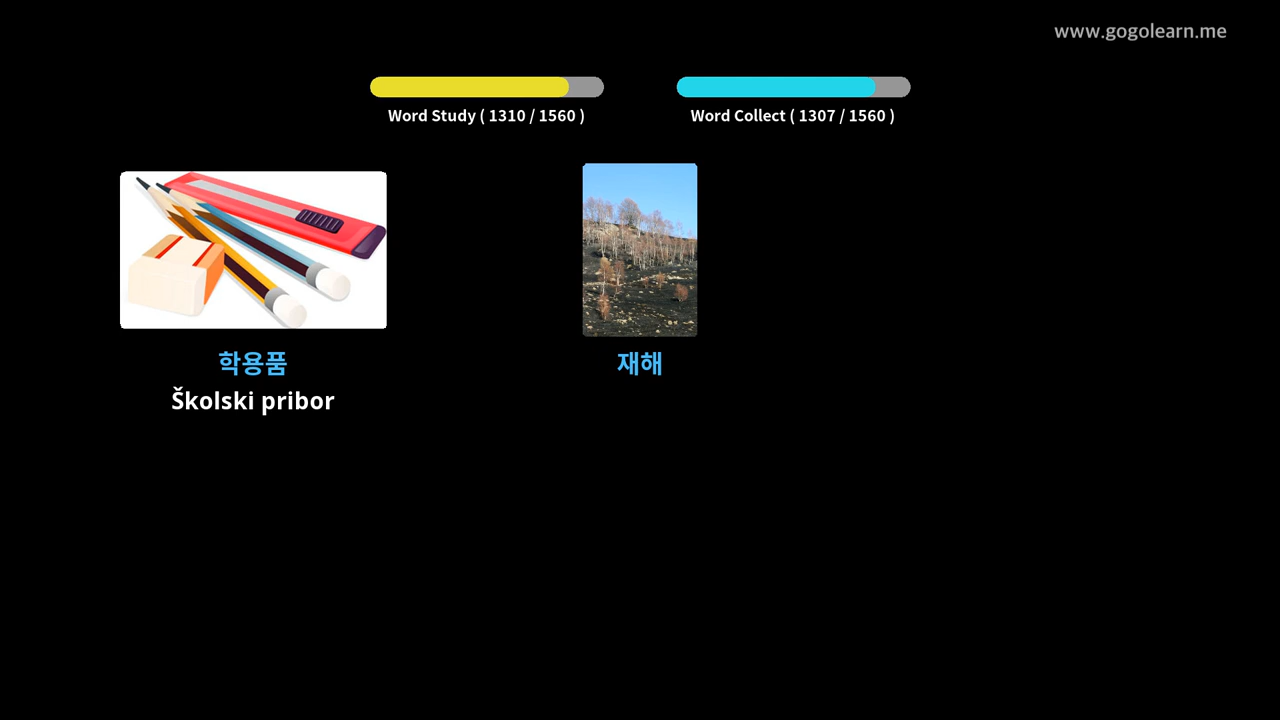 www.gogolearn.me
Word Study ( 1310 / 1560 )
Word Collect ( 1307 / 1560 )
학용품
Školski pribor
재해